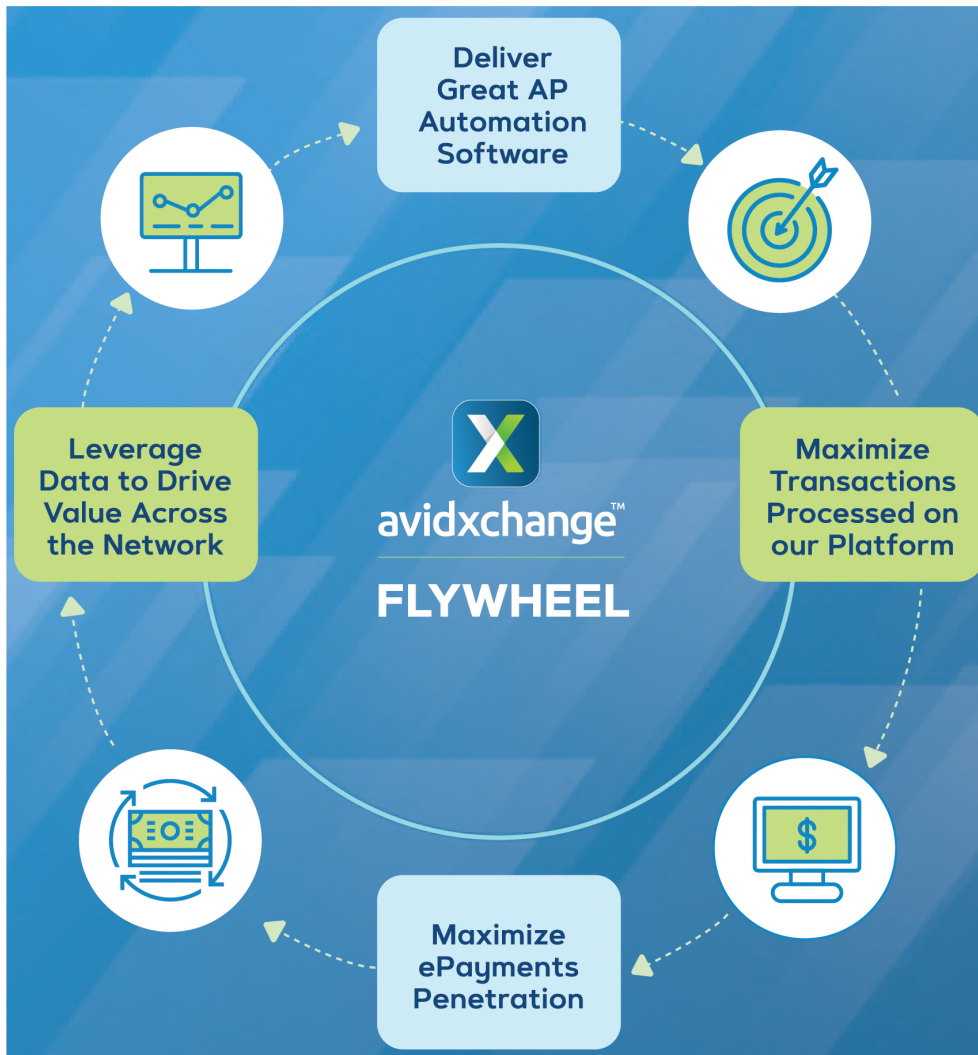 Deliver
Great AP
Automation
Software
Leverage
Data to Drive
Value Across
the Network
avidxchange™
FLYWHEEL
Maximize
Transactions
Processed on
our Platform
$
Maximize
ePayments
Penetration